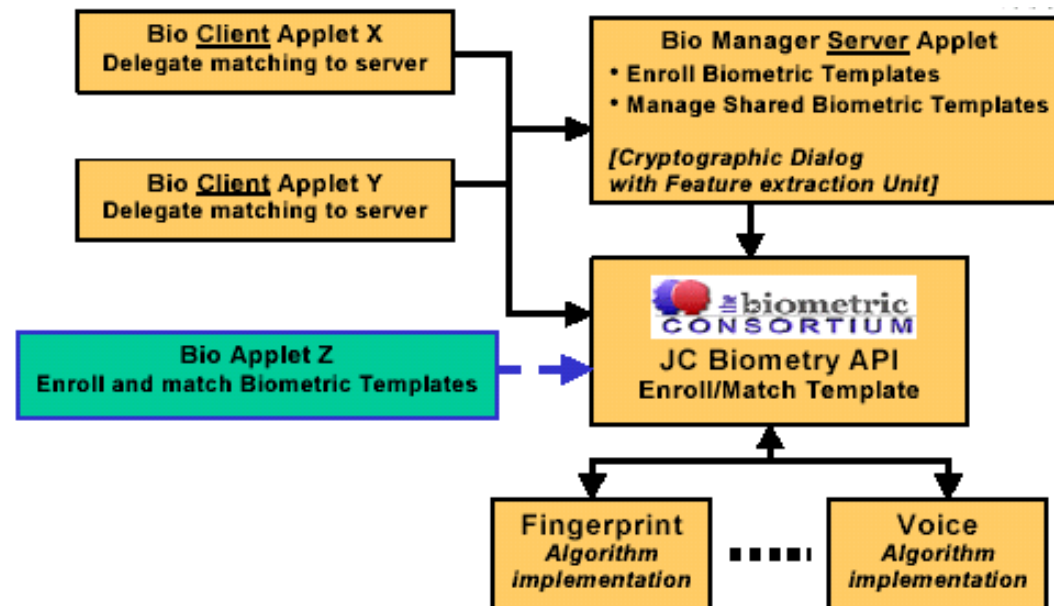 Bio Client Applet X
Delegate matching to server
Bio Manager Server Applet
• Enroll Biometric Templates
• Manage Shared Biometric Templates
[Cryptographic Dialog
with Feature extraction Unit]
Bio Client Applet Y
Delegate matching to server
the biometric
CONSORTIUM
JC Biometry API
Enroll/Match Template
Bio Applet Z
Enroll and match Biometric Templates
Fingerprint
Algorithm
implementation
Voice
Algorithm
implementation